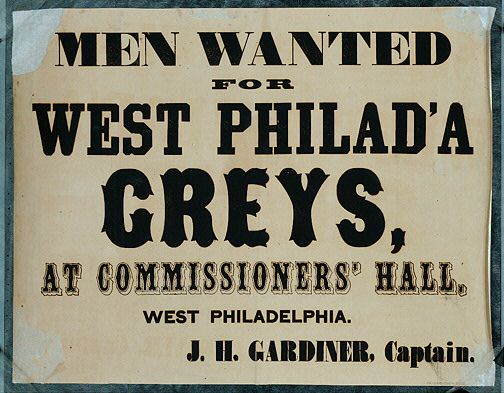 MEN WANTED
FOR
WEST PHILAD'A
GREYS,
AT COMMISSIONERS' HALL,
WEST PHILADELPHIA.
J. H. GARDINER, Captain.